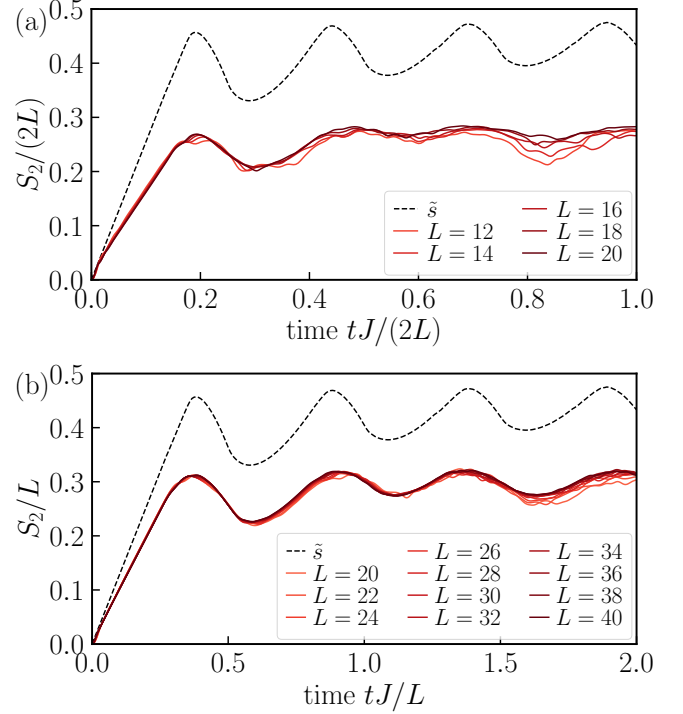 (a)
0.5
0.4
0.3
0.2
0.1
0.0
S₂/(2L)
s̃
L = 12
L = 14
L = 16
L = 18
L = 20
0.0 0.2 0.4 0.6 0.8 1.0
time tJ/(2L)
(b)
0.5
0.4
0.3
0.2
0.1
0.0
S₂/L
s̃
L = 20
L = 22
L = 24
L = 26
L = 28
L = 30
L = 32
L = 34
L = 36
L = 38
L = 40
0.0 0.5 1.0 1.5 2.0
time tJ/L